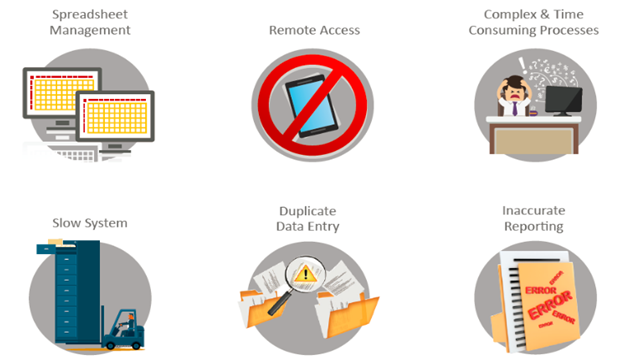 Spreadsheet
Management
Remote Access
Complex & Time
Consuming Processes
Slow System
Duplicate
Data Entry
Inaccurate
Reporting
ERROR
ERROR
ERROR
ERROR
ERROR